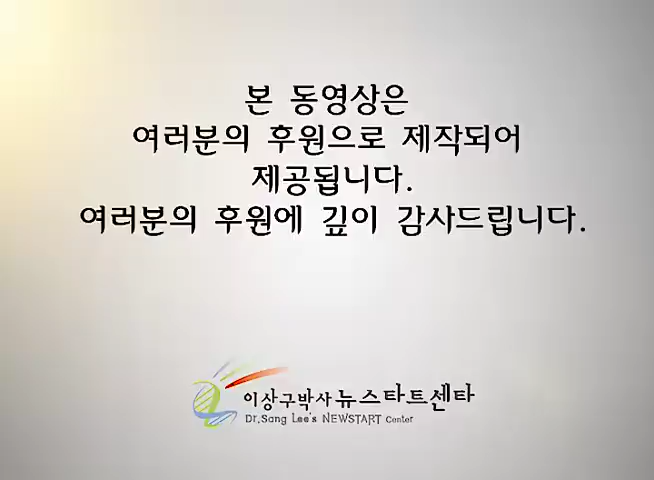 본 동영상은
여러분의 후원으로 제작되어
제공됩니다.
여러분의 후원에 깊이 감사드립니다.
이상구박사 뉴스타트센타
Dr.Sang Lee's NEWSTART Center